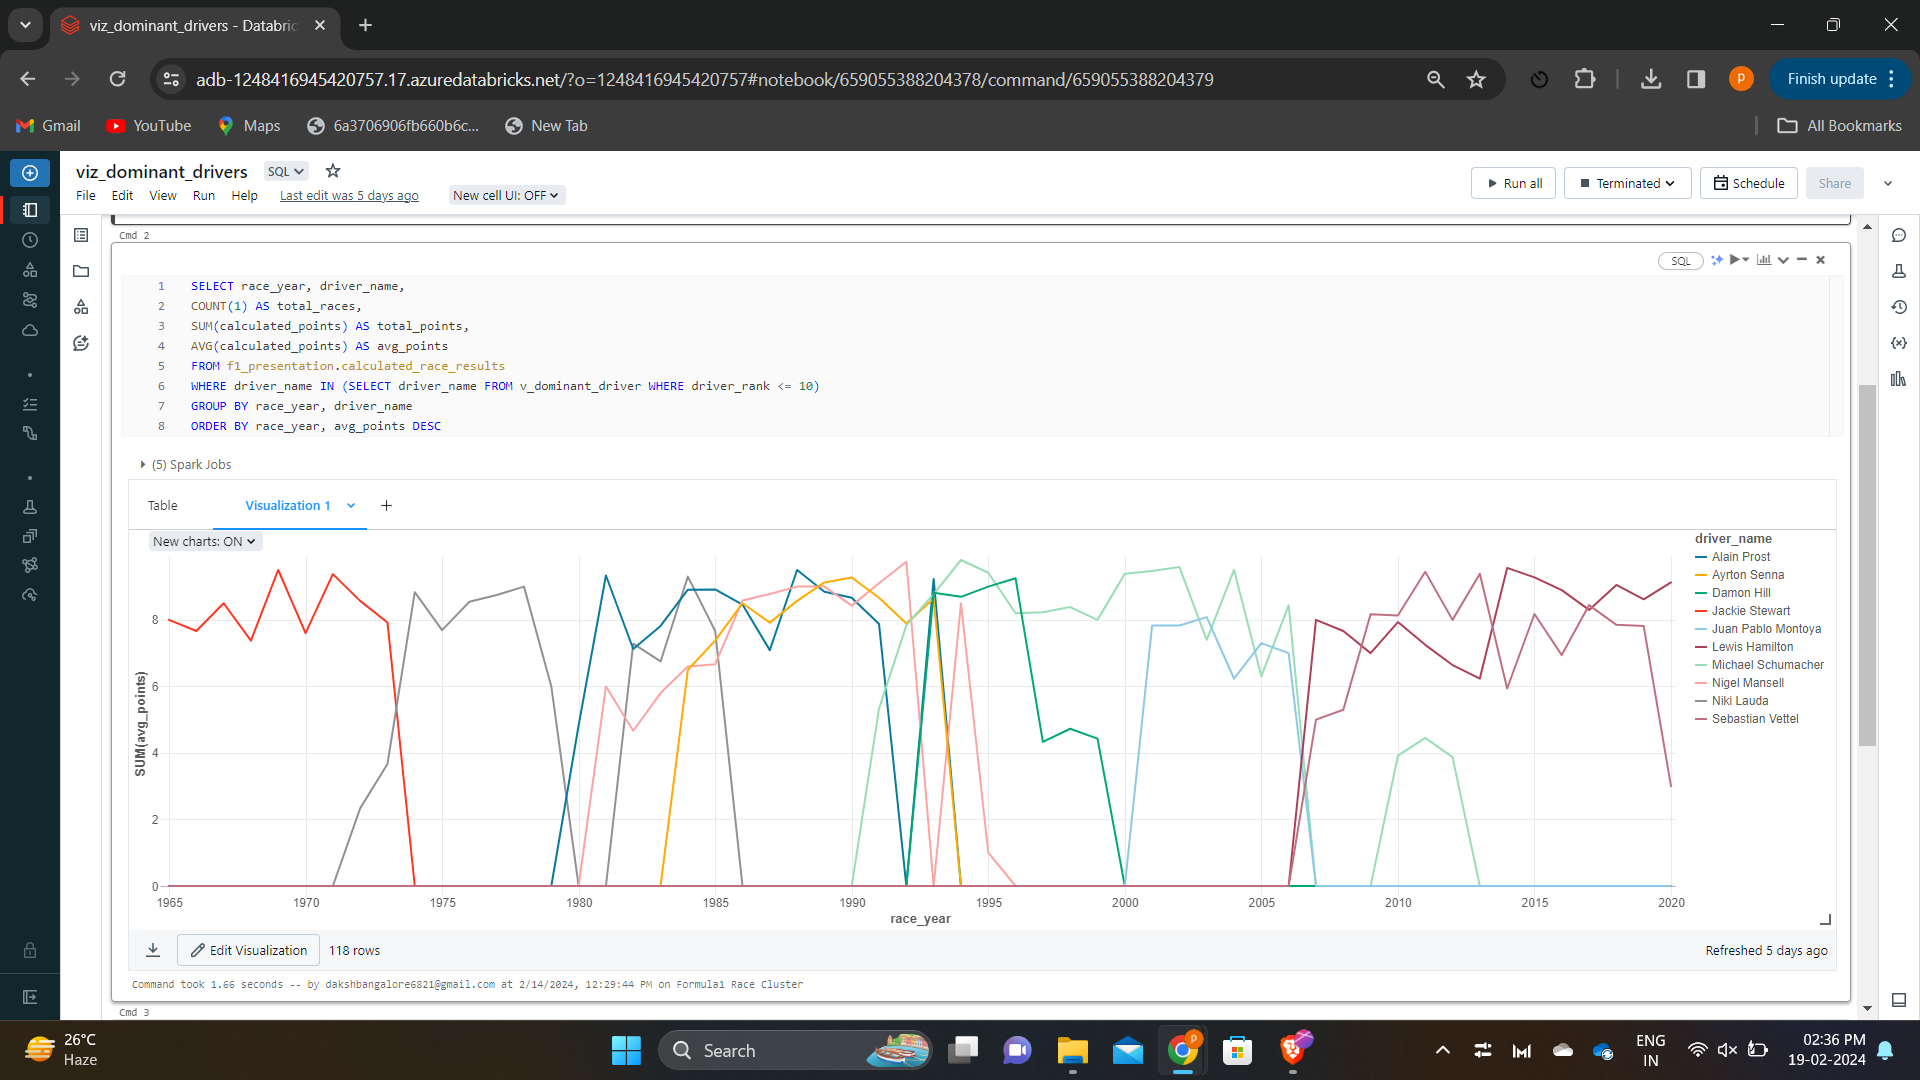 viz_dominant_drivers - Databric
adb-1248416945420757.17.azuredatabricks.net/?o=1248416945420757#notebook/659055388204378/command/659055388204379
P
Finish update
Gmail
YouTube
Maps
6a3706906fb660b6c...
New Tab
All Bookmarks
viz_dominant_drivers
SQL
File
Edit
View
Run
Help
Last edit was 5 days ago
New cell UI: OFF
Run all
Terminated
Schedule
Share
Cmd 2
SQL
1 SELECT race_year, driver_name,
2 COUNT(1) AS total_races,
3 SUM(calculated_points) AS total_points,
4 AVG(calculated_points) AS avg_points
5 FROM f1_presentation.calculated_race_results
6 WHERE driver_name IN (SELECT driver_name FROM v_dominant_driver WHERE driver_rank <= 10)
7 GROUP BY race_year, driver_name
8 ORDER BY race_year, avg_points DESC
(5) Spark Jobs
Table
Visualization 1
New charts: ON
driver_name
Alain Prost
Ayrton Senna
Damon Hill
Jackie Stewart
Juan Pablo Montoya
Lewis Hamilton
Michael Schumacher
Nigel Mansell
Niki Lauda
Sebastian Vettel
SUM(avg_points)
8
6
4
2
0
1965 1970 1975 1980 1985 1990 1995 2000 2005 2010 2015 2020
race_year
Edit Visualization
118 rows
Refreshed 5 days ago
Command took 1.66 seconds -- by dakshbangalore6821@gmail.com at 2/14/2024, 12:29:44 PM on Formula1 Race Cluster
Cmd 3
26°C
Haze
Search
P
ENG
IN
02:36 PM
19-02-2024